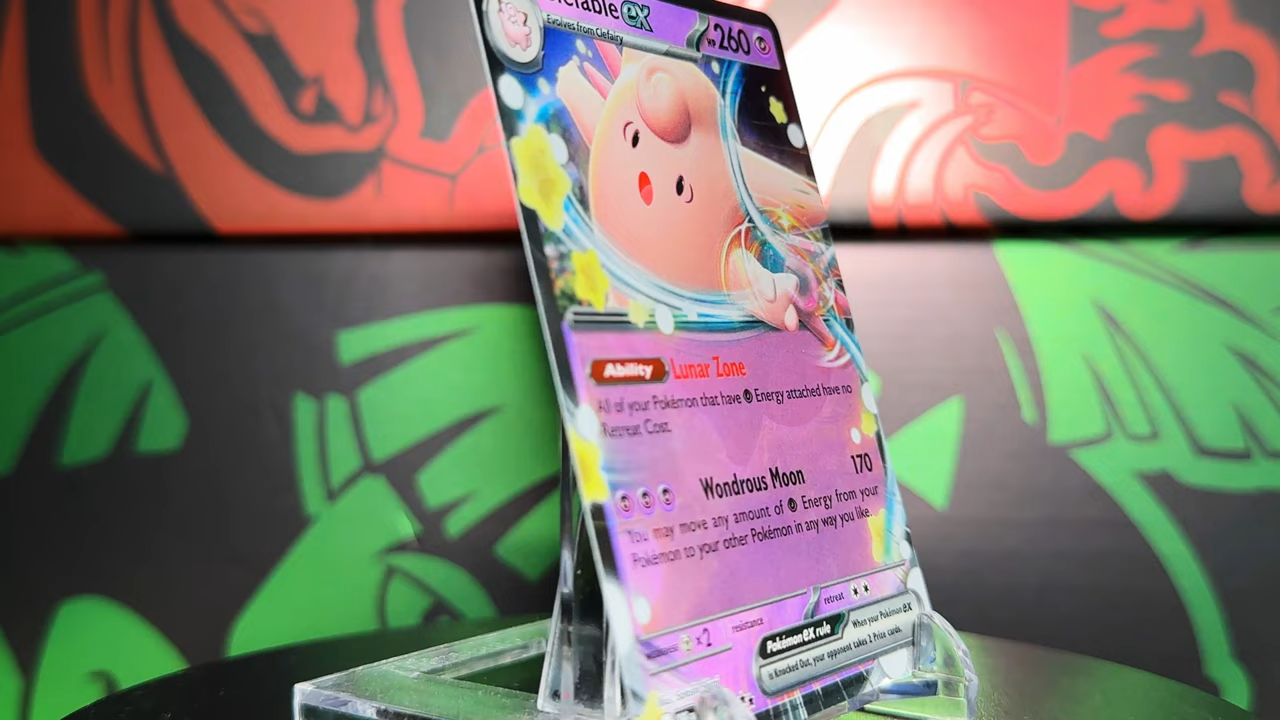 ex
Evolves from Clefairy
HP 260
Ability Lunar Zone
All of your Pokémon that have Energy attached have no
Retreat Cost.
Wondrous Moon 170
You may move any amount of Energy from your
Pokémon to your other Pokémon in any way you like.
x2 resistance retreat
Pokémon ex rule When your Pokémon ex
is Knocked Out, your opponent takes 2 Prize cards.